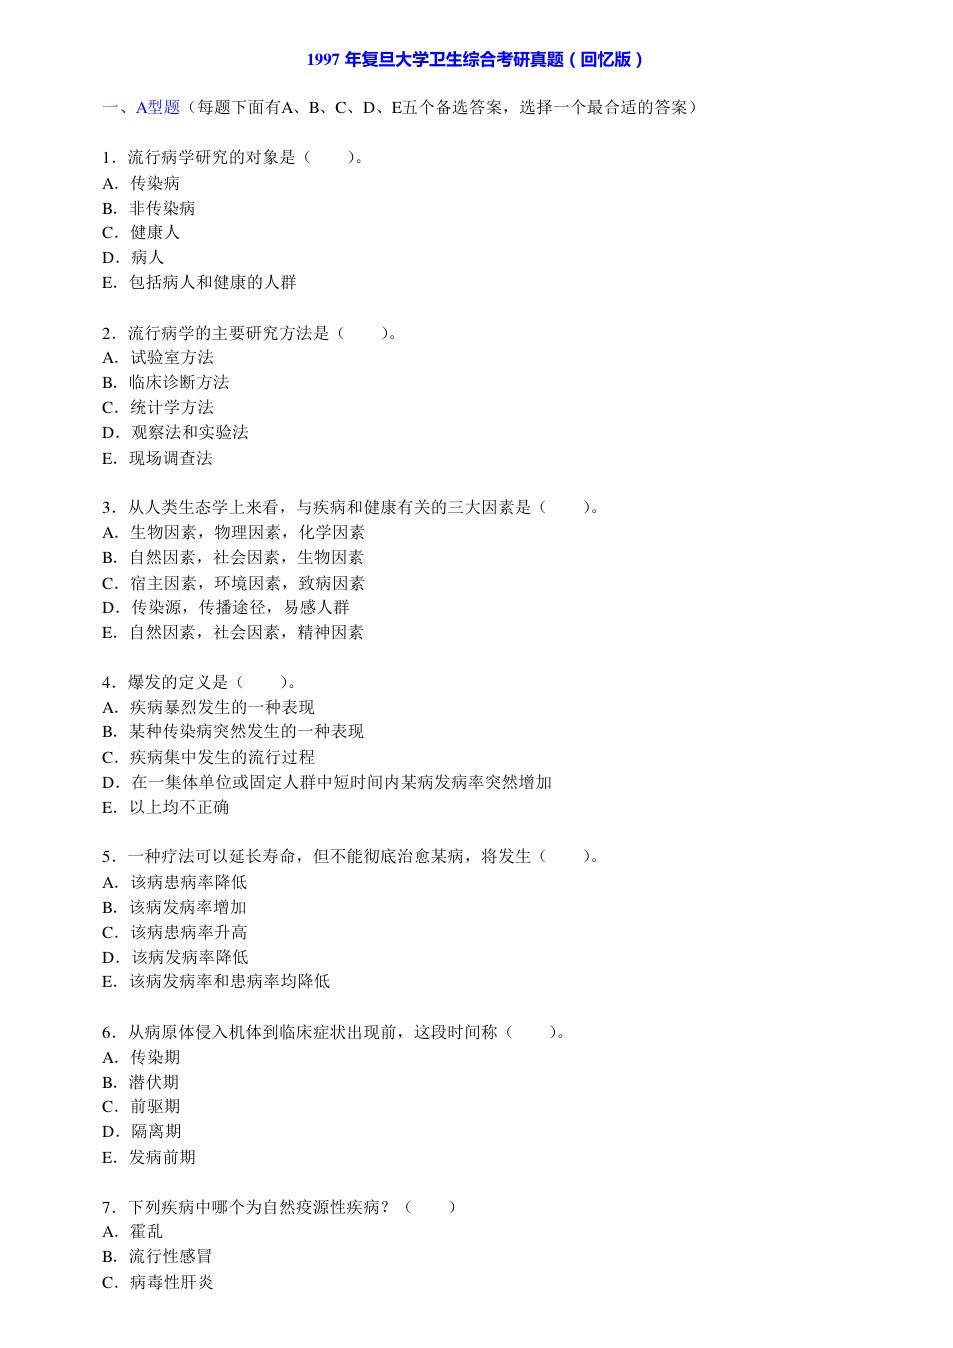 1997 年复旦大学卫生综合考研真题（回忆版）
一、A型题（每题下面有A、B、C、D、E五个备选答案，选择一个最合适的答案）
1．流行病学研究的对象是（　　）。
A．传染病
B．非传染病
C．健康人
D．病人
E．包括病人和健康的人群
2．流行病学的主要研究方法是（　　）。
A．试验室方法
B．临床诊断方法
C．统计学方法
D．观察法和实验法
E．现场调查法
3．从人类生态学上来看，与疾病和健康有关的三大因素是（　　）。
A．生物因素，物理因素，化学因素
B．自然因素，社会因素，生物因素
C．宿主因素，环境因素，致病因素
D．传染源，传播途径，易感人群
E．自然因素，社会因素，精神因素
4．爆发的定义是（　　）。
A．疾病暴烈发生的一种表现
B．某种传染病突然发生的一种表现
C．疾病集中发生的流行过程
D．在一集体单位或固定人群中短时间内某病发病率突然增加
E．以上均不正确
5．一种疗法可以延长寿命，但不能彻底治愈某病，将发生（　　）。
A．该病患病率降低
B．该病发病率增加
C．该病患病率升高
D．该病发病率降低
E．该病发病率和患病率均降低
6．从病原体侵入机体到临床症状出现前，这段时间称（　　）。
A．传染期
B．潜伏期
C．前驱期
D．隔离期
E．发病前期
7．下列疾病中哪个为自然疫源性疾病？（　　）
A．霍乱
B．流行性感冒
C．病毒性肝炎